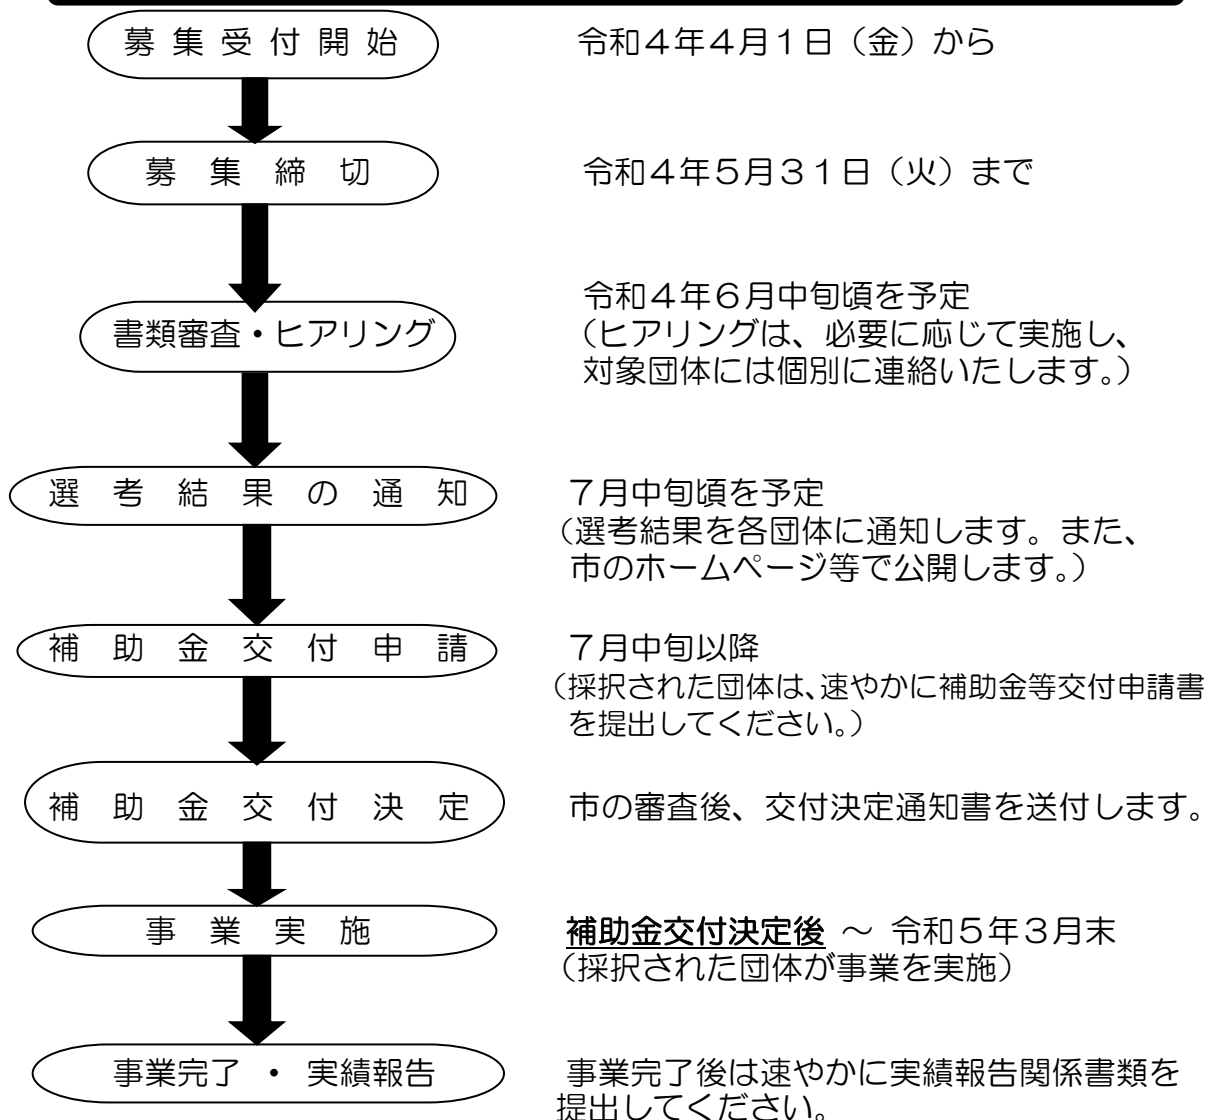 募集受付開始
令和４年４月１日（金）から
募集締切
令和４年５月３１日（火）まで
書類審査・ヒアリング
令和４年６月中旬頃を予定
（ヒアリングは、必要に応じて実施し、
対象団体には個別に連絡いたします。）
選考結果の通知
７月中旬頃を予定
（選考結果を各団体に通知します。また、
市のホームページ等で公開します。）
補助金交付申請
７月中旬以降
（採択された団体は、速やかに補助金等交付申請書
を提出してください。）
補助金交付決定
市の審査後、交付決定通知書を送付します。
事業実施
補助金交付決定後 ～ 令和５年３月末
（採択された団体が事業を実施）
事業完了 ・ 実績報告
事業完了後は速やかに実績報告関係書類を
提出してください。